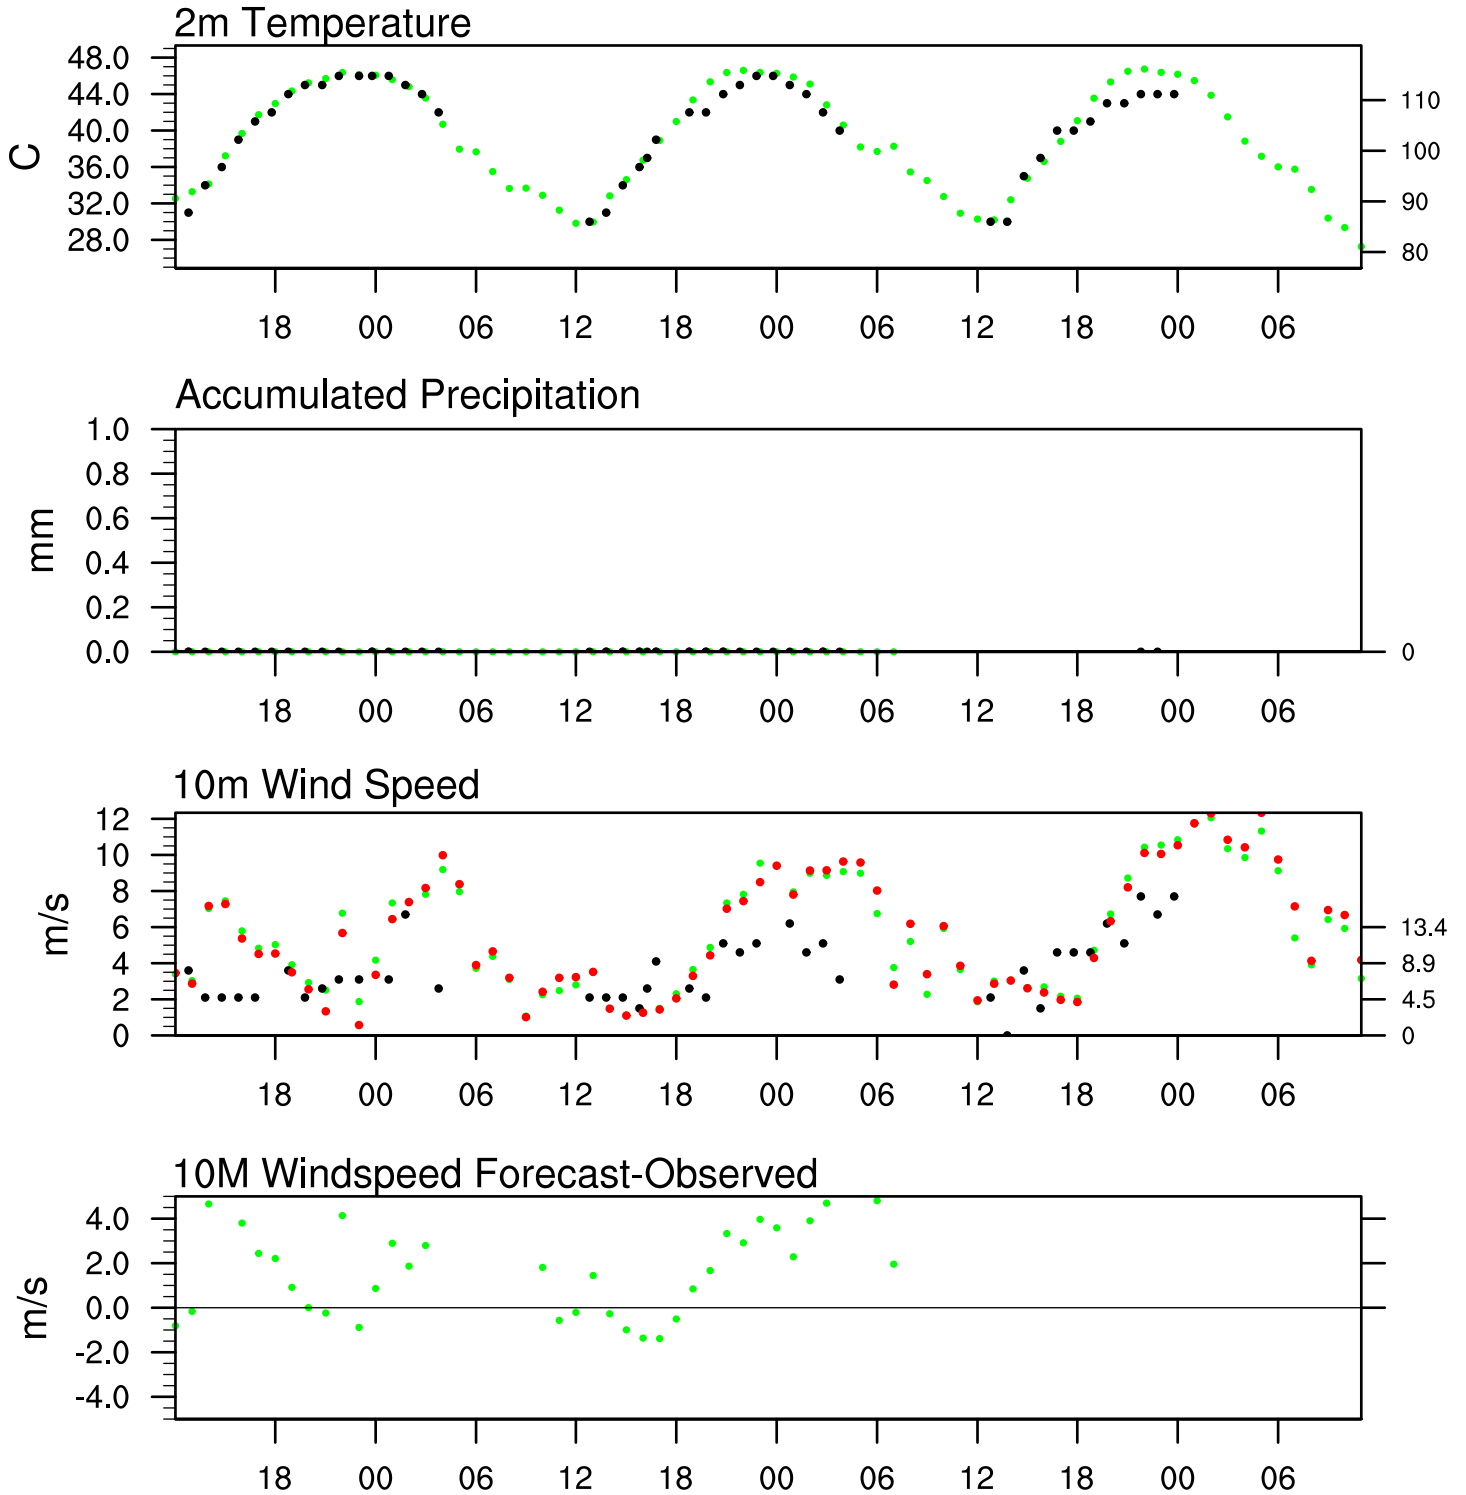 2m Temperature
48.0
44.0
40.0
36.0
32.0
28.0
C
110
100
90
80
18 00 06 12 18 00 06 12 18 00 06
Accumulated Precipitation
1.0
0.8
0.6
0.4
0.2
0.0
mm
0
18 00 06 12 18 00 06 12 18 00 06
10m Wind Speed
12
10
8
6
4
2
0
m/s
13.4
8.9
4.5
0
18 00 06 12 18 00 06 12 18 00 06
10M Windspeed Forecast-Observed
4.0
2.0
0.0
-2.0
-4.0
m/s
18 00 06 12 18 00 06 12 18 00 06